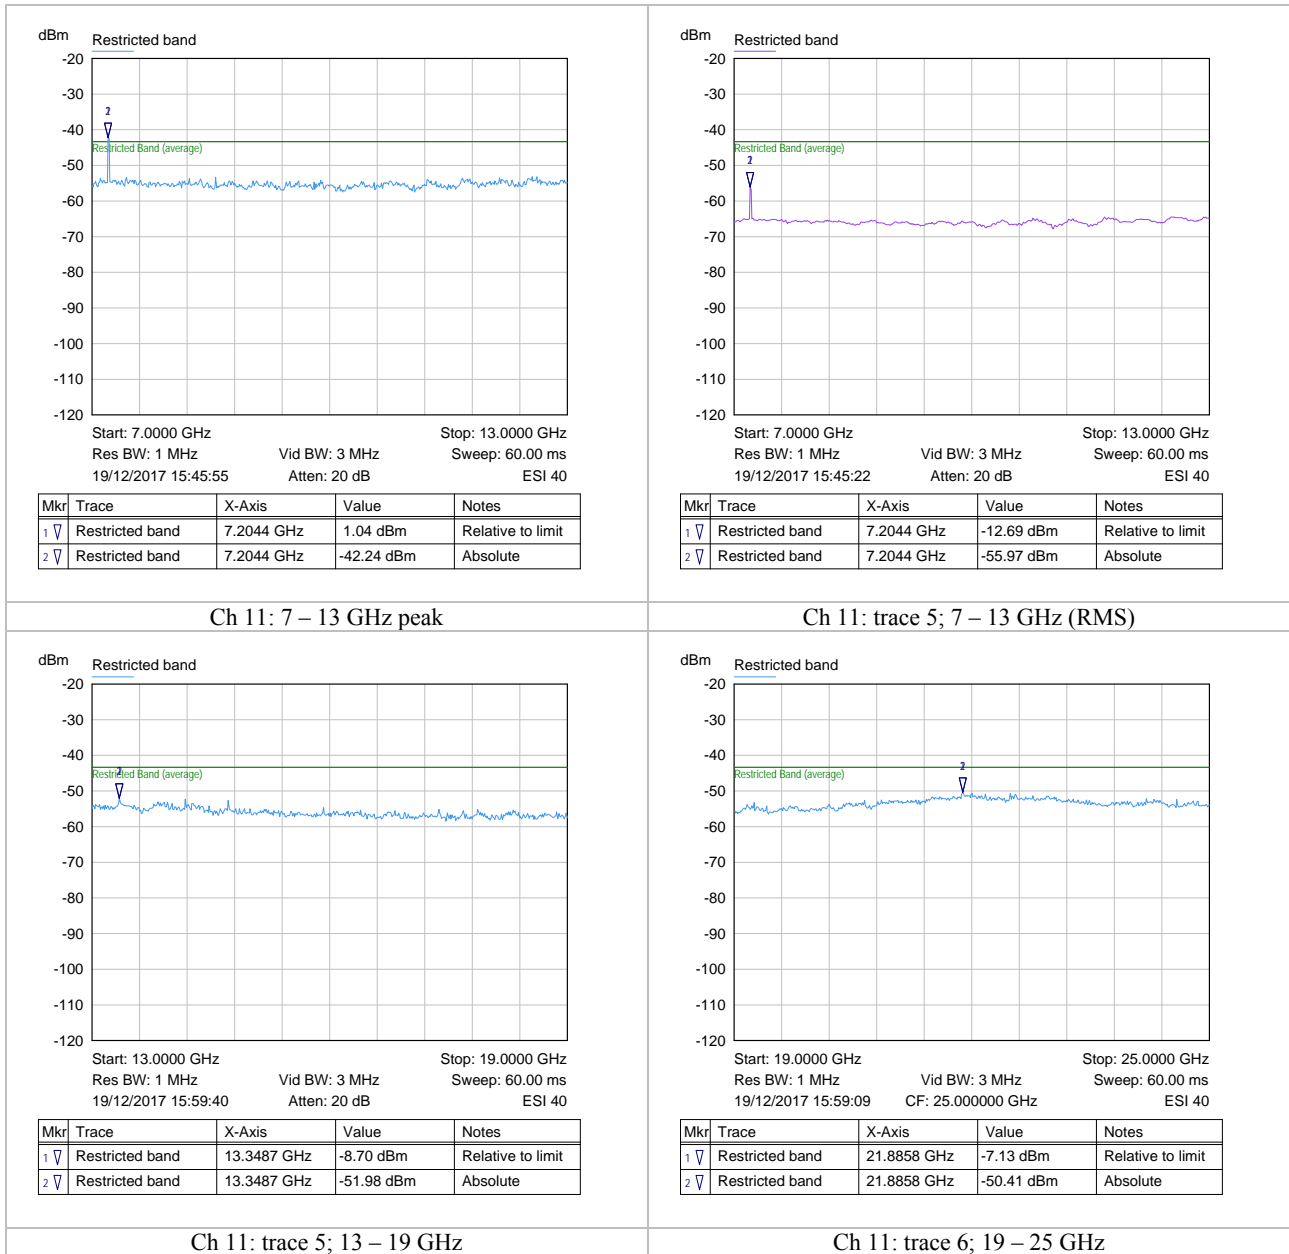 dBm
Restricted band
-20
-30
-40
-50
-60
-70
-80
-90
-100
-110
-120
2
Restricted Band (average)
Start: 7.0000 GHz Stop: 13.0000 GHz
Res BW: 1 MHz Vid BW: 3 MHz Sweep: 60.00 ms
19/12/2017 15:45:55 Atten: 20 dB ESI 40
Mkr Trace X-Axis Value Notes
1 Restricted band 7.2044 GHz 1.04 dBm Relative to limit
2 Restricted band 7.2044 GHz -42.24 dBm Absolute
Ch 11: 7 – 13 GHz peak
dBm
Restricted band
-20
-30
-40
-50
-60
-70
-80
-90
-100
-110
-120
Restricted Band (average)
2
Start: 7.0000 GHz Stop: 13.0000 GHz
Res BW: 1 MHz Vid BW: 3 MHz Sweep: 60.00 ms
19/12/2017 15:45:22 Atten: 20 dB ESI 40
Mkr Trace X-Axis Value Notes
1 Restricted band 7.2044 GHz -12.69 dBm Relative to limit
2 Restricted band 7.2044 GHz -55.97 dBm Absolute
Ch 11: trace 5; 7 – 13 GHz (RMS)
dBm
Restricted band
-20
-30
-40
-50
-60
-70
-80
-90
-100
-110
-120
Restricted Band (average)
2
Start: 13.0000 GHz Stop: 19.0000 GHz
Res BW: 1 MHz Vid BW: 3 MHz Sweep: 60.00 ms
19/12/2017 15:59:40 Atten: 20 dB ESI 40
Mkr Trace X-Axis Value Notes
1 Restricted band 13.3487 GHz -8.70 dBm Relative to limit
2 Restricted band 13.3487 GHz -51.98 dBm Absolute
Ch 11: trace 5; 13 – 19 GHz
dBm
Restricted band
-20
-30
-40
-50
-60
-70
-80
-90
-100
-110
-120
2
Restricted Band (average)
Start: 19.0000 GHz Stop: 25.0000 GHz
Res BW: 1 MHz Vid BW: 3 MHz Sweep: 60.00 ms
19/12/2017 15:59:09 CF: 25.000000 GHz ESI 40
Mkr Trace X-Axis Value Notes
1 Restricted band 21.8858 GHz -7.13 dBm Relative to limit
2 Restricted band 21.8858 GHz -50.41 dBm Absolute
Ch 11: trace 6; 19 – 25 GHz